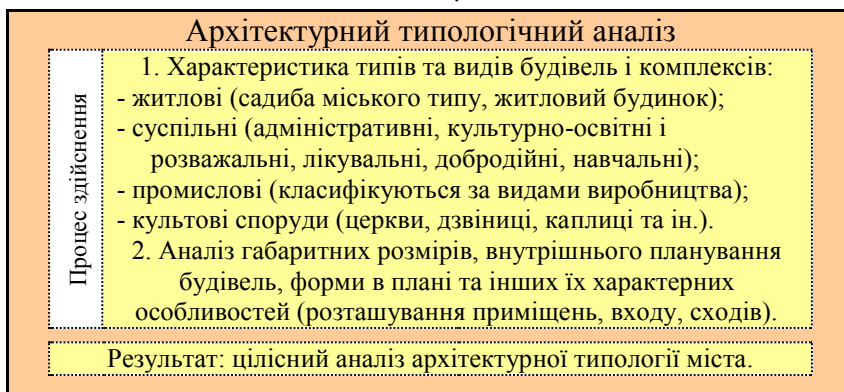 Архітектурний типологічний аналіз
Процес здійснення
1. Характеристика типів та видів будівель і комплексів:
- житлові (садиба міського типу, житловий будинок);
- суспільні (адміністративні, культурно-освітні і
розважальні, лікувальні, добродійні, навчальні);
- промислові (класифікуються за видами виробництва);
- культові споруди (церкви, дзвіниці, каплиці та ін.).
2. Аналіз габаритних розмірів, внутрішнього планування
будівель, форми в плані та інших їх характерних
особливостей (розташування приміщень, входу, сходів).
Результат: цілісний аналіз архітектурної типології міста.